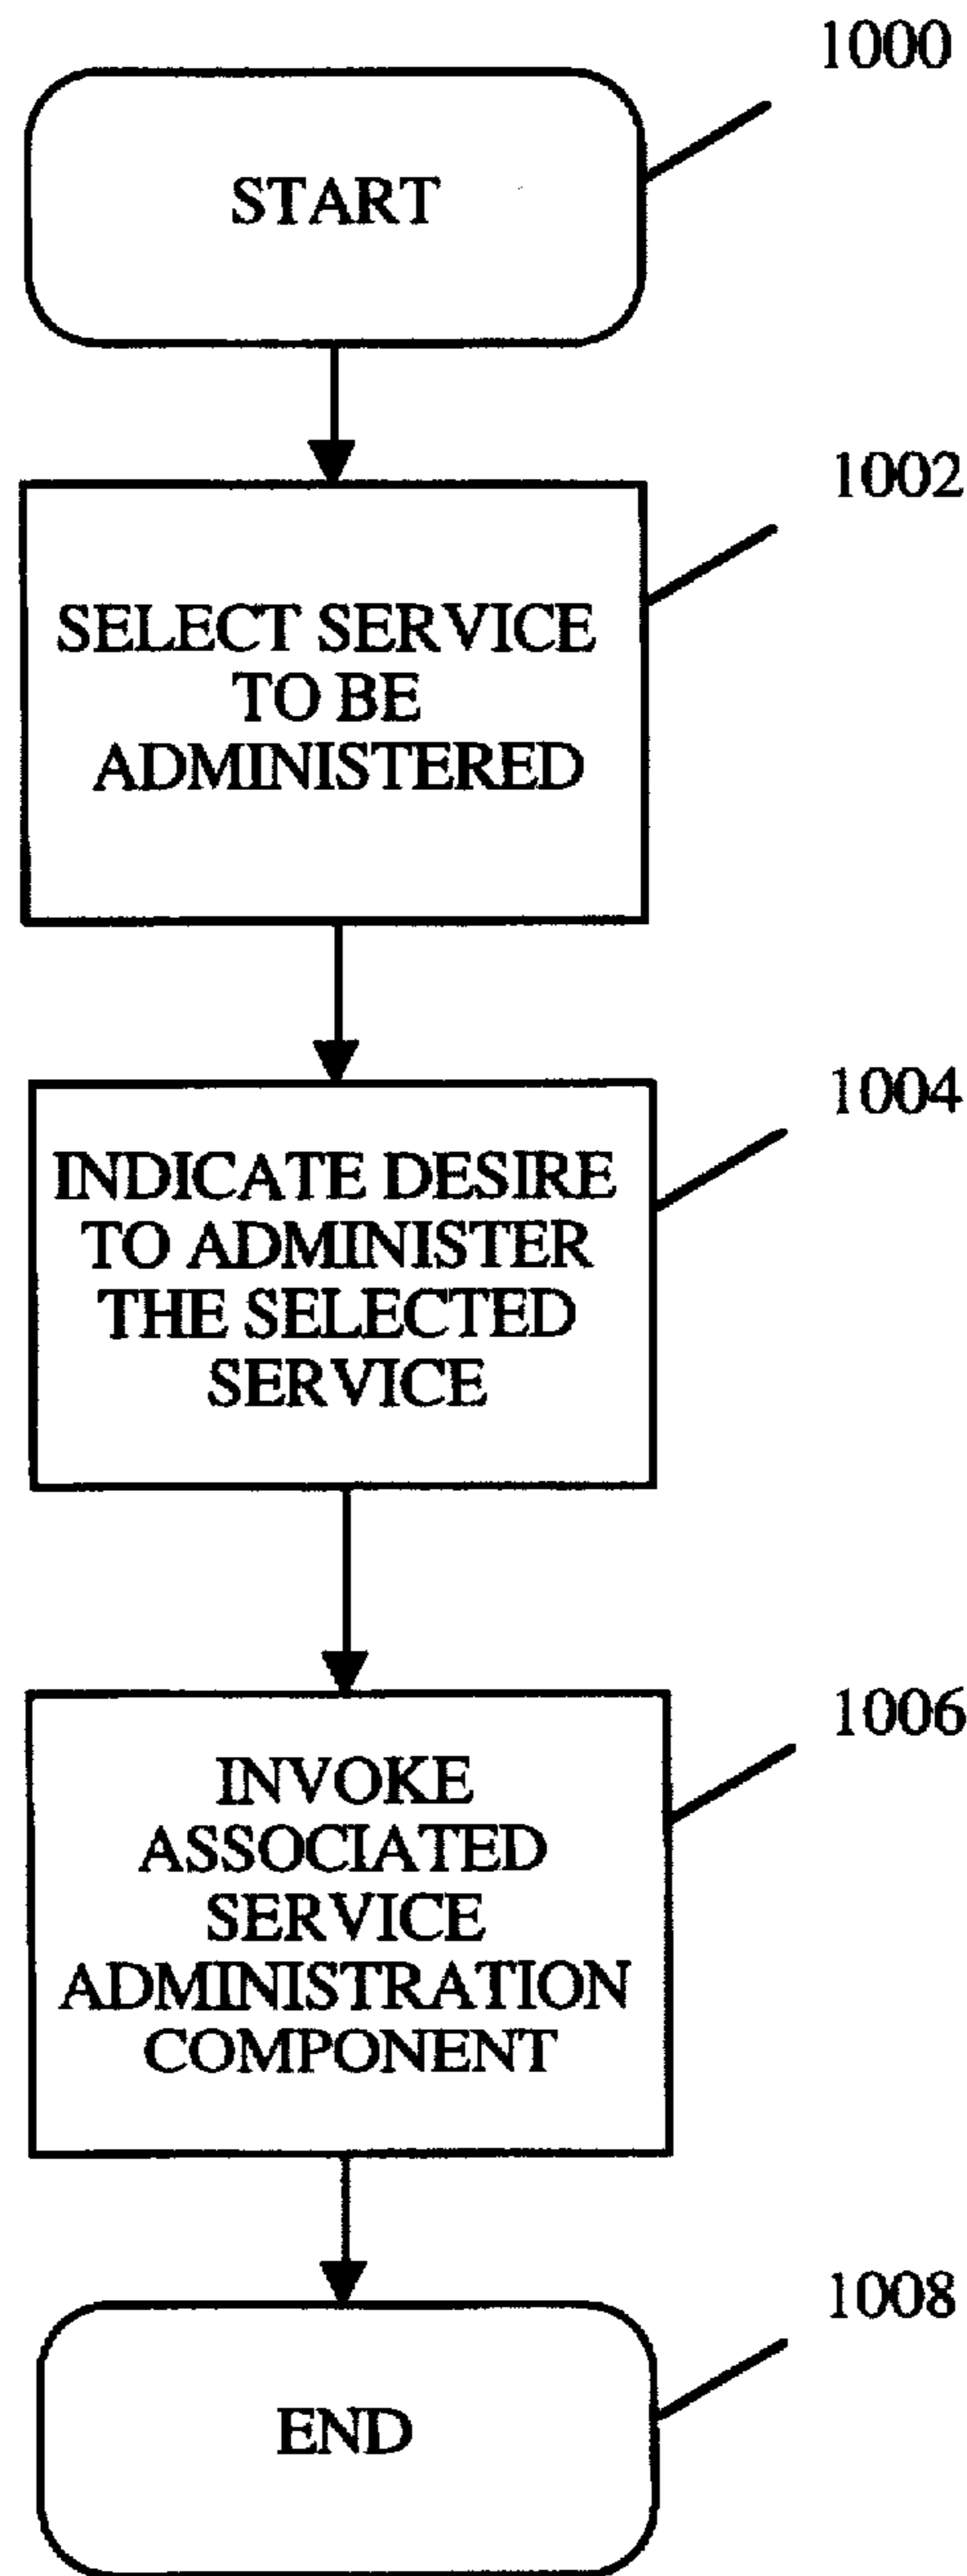 1000
START
1002
SELECT SERVICE
TO BE
ADMINISTERED
1004
INDICATE DESIRE
TO ADMINISTER
THE SELECTED
SERVICE
1006
INVOKE
ASSOCIATED
SERVICE
ADMINISTRATION
COMPONENT
1008
END